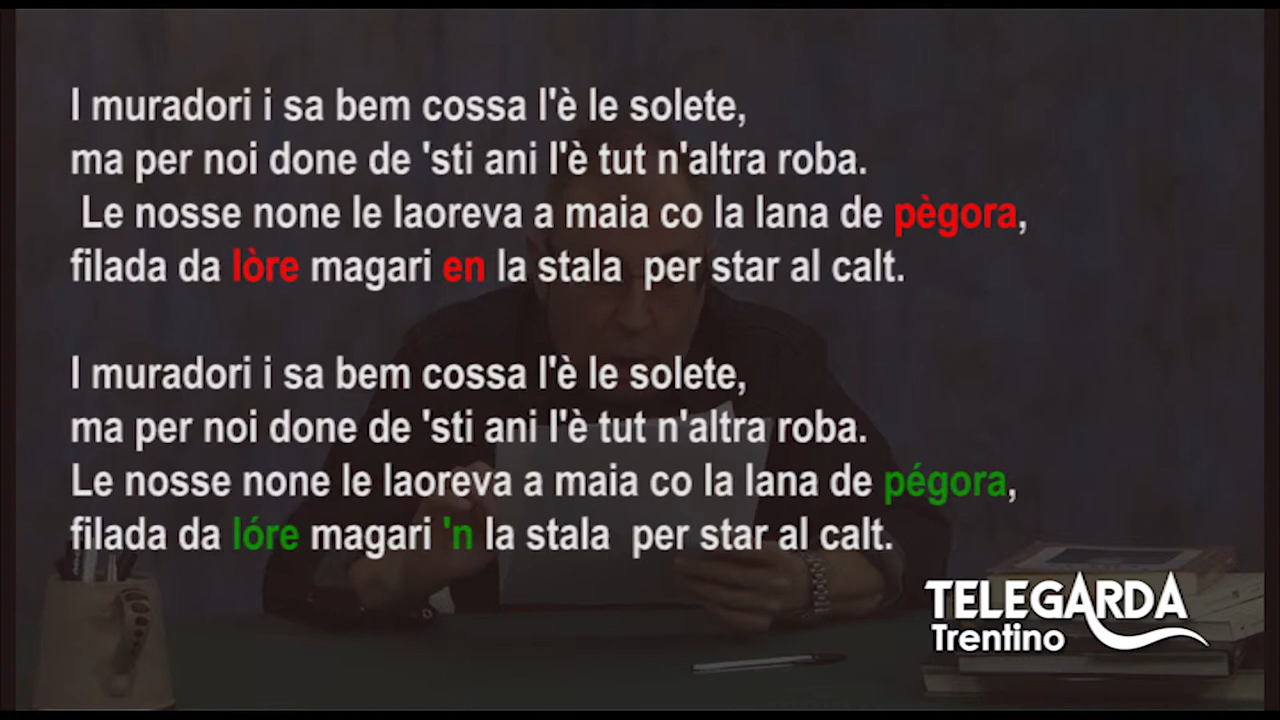 I muradori i sa bem cossa l'è le solete,
ma per noi done de 'sti ani l'è tut n'altra roba.
Le nosse none le laoreva a maia co la lana de pègora,
filada da lòre magari en la stala per star al calt.
I muradori i sa bem cossa l'è le solete,
ma per noi done de 'sti ani l'è tut n'altra roba.
Le nosse none le laoreva a maia co la lana de pégora,
filada da lóre magari 'n la stala per star al calt.
TELEGARDA
Trentino